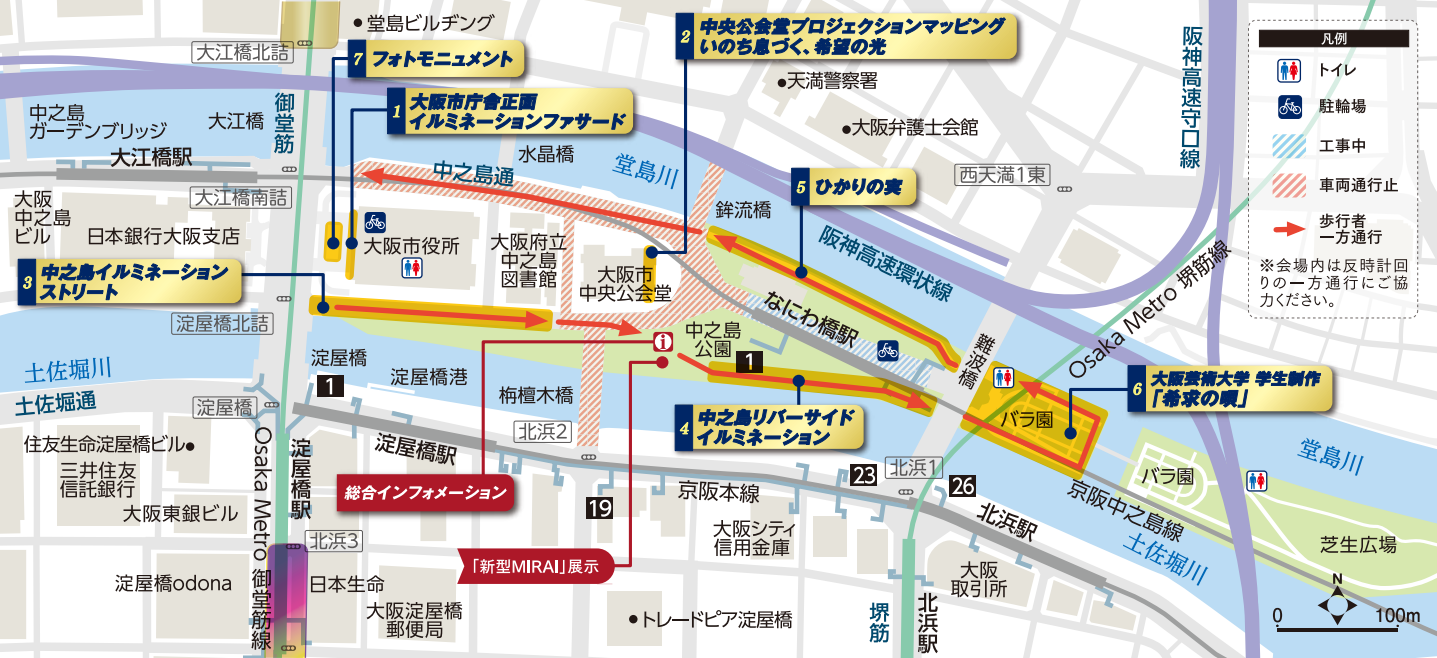 堂島ビルヂング
大江橋北詰
7 フォトモニュメント
2 中央公会堂プロジェクションマッピング
いのち息づく、希望の光
1 大阪市庁舎正面
イルミネーションファサード
天満警察署
大阪弁護士会館
阪神高速守口線
凡例
トイレ
駐輪場
工事中
車両通行止
歩行者
一方通行
※会場内は反時計回
りの一方通行にご協
力ください。
中之島
ガーデンブリッジ
大江橋
御堂筋
大江橋駅
大江橋南詰
水晶橋
中之島通
堂島川
5 ひかりの実
西天満1東
鉾流橋
阪神高速環状線
大阪
中之島
ビル
日本銀行大阪支店
大阪市役所
大阪府立
中之島
図書館
大阪市
中央公会堂
3 中之島イルミネーション
ストリート
淀屋橋北詰
なにわ橋駅
中之島
公園
難波橋
Osaka Metro 堺筋線
土佐堀川
土佐堀通
淀屋橋
1
淀屋橋港
栴檀木橋
1
4 中之島リバーサイド
イルミネーション
バラ園
6 大阪芸術大学 学生制作
「希求の唄」
淀屋橋
北浜2
住友生命淀屋橋ビル
三井住友
信託銀行
大阪東銀ビル
Osaka Metro 御堂筋線
淀屋橋駅
淀屋橋駅
総合インフォメーション
19
京阪本線
23
北浜1
26
北浜駅
大阪シティ
信用金庫
バラ園
堂島川
京阪中之島線
土佐堀川
芝生広場
北浜3
「新型MIRAI」展示
淀屋橋odona
日本生命
大阪淀屋橋
郵便局
トレードピア淀屋橋
堺筋
北浜駅
大阪
取引所
N
0 100m